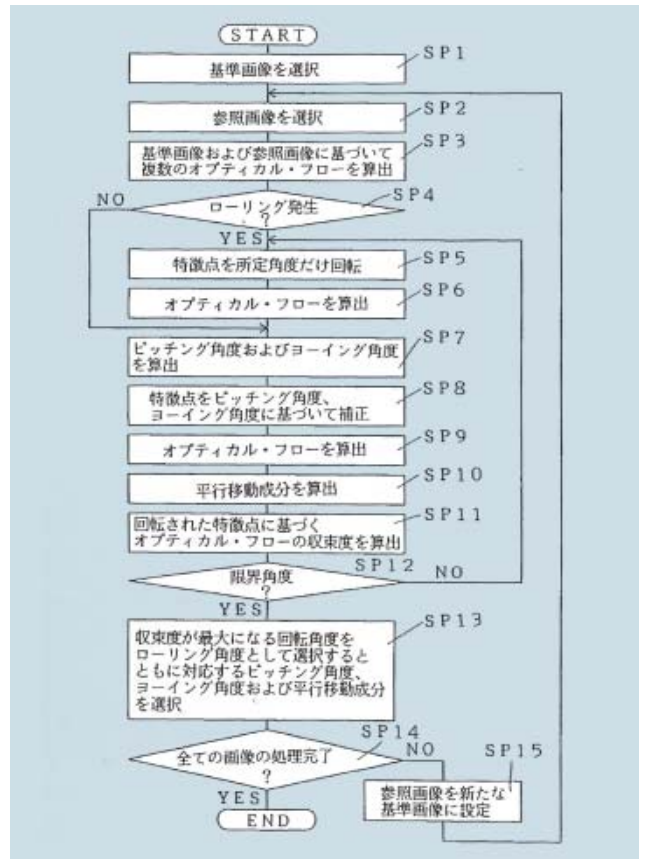 START
SP1
基準画像を選択
SP2
参照画像を選択
SP3
基準画像および参照画像に基づいて
複数のオプティカル・フローを算出
SP4
NO
ローリング発生
?
YES
SP5
特徴点を所定角度だけ回転
SP6
オプティカル・フローを算出
SP7
ピッチング角度およびヨーイング角度
を算出
SP8
特徴点をピッチング角度、
ヨーイング角度に基づいて補正
SP9
オプティカル・フローを算出
SP10
平行移動成分を算出
SP11
回転された特徴点に基づく
オプティカル・フローの収束度を算出
SP12
NO
限界角度
?
YES
SP13
収束度が最大になる回転角度を
ローリング角度として選択すると
ともに対応するピッチング角度、
ヨーイング角度および平行移動成分
を選択
SP14
全ての画像の処理完了
?
NO
SP15
参照画像を新たな
基準画像に設定
YES
END